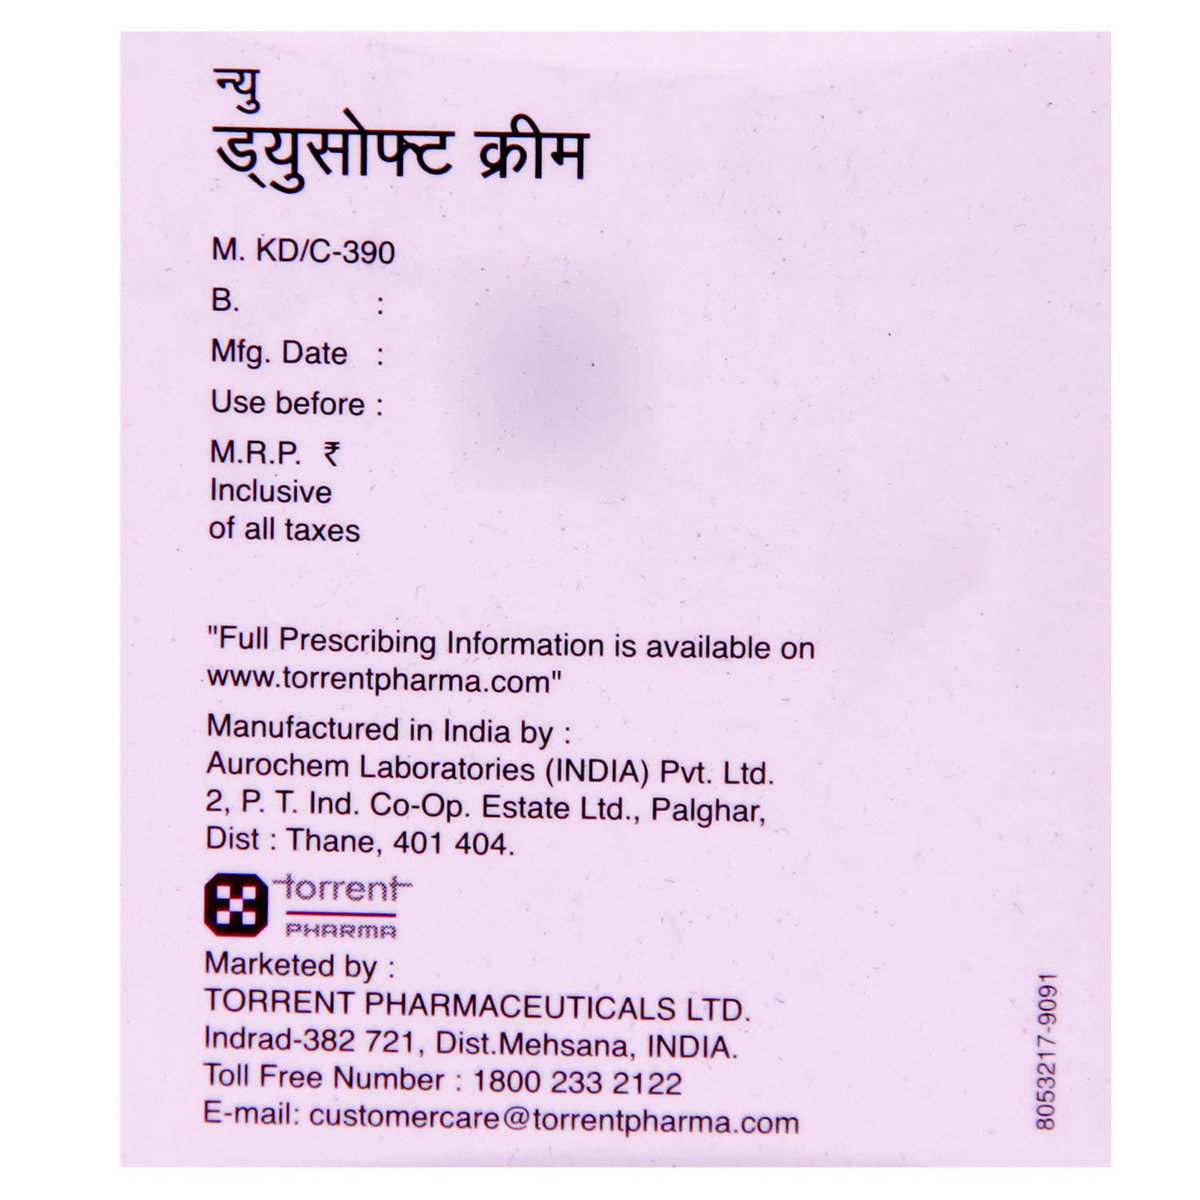 न्यु
ड्युसोफ्ट क्रीम
M. KD/C-390
B. :
Mfg. Date :
Use before :
M.R.P. ₹
Inclusive
of all taxes
"Full Prescribing Information is available on
www.torrentpharma.com"
Manufactured in India by :
Aurochem Laboratories (INDIA) Pvt. Ltd.
2, P. T. Ind. Co-Op. Estate Ltd., Palghar,
Dist : Thane, 401 404.
torrent
PHARMA
Marketed by :
TORRENT PHARMACEUTICALS LTD.
Indrad-382 721, Dist.Mehsana, INDIA.
Toll Free Number : 1800 233 2122
E-mail: customercare@torrentpharma.com
8053217-9091